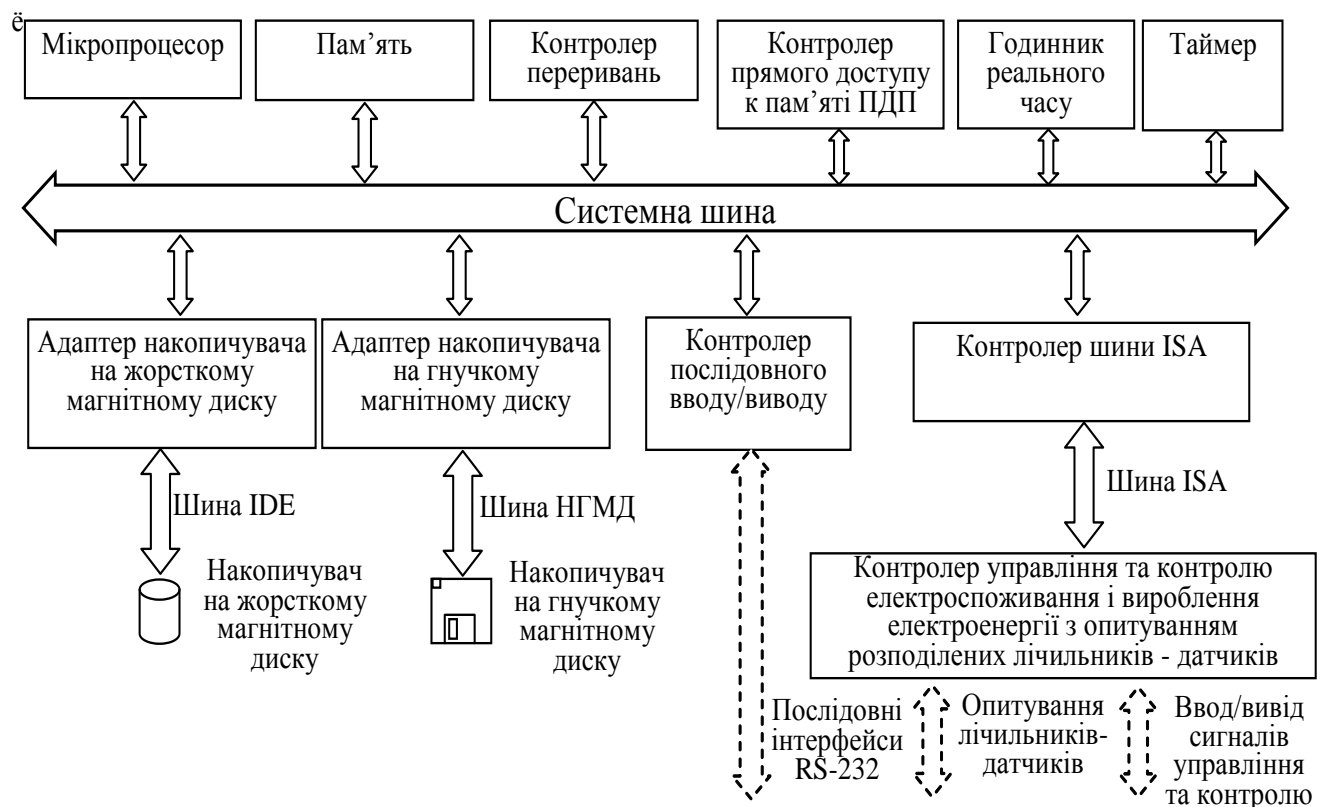 ё
Мікропроцесор
Пам’ять
Контролер
переривань
Контролер
прямого доступу
к пам’яті ПДП
Годинник
реального
часу
Таймер
Системна шина
Адаптер накопичувача
на жорсткому
магнітному диску
Адаптер накопичувача
на гнучкому
магнітному диску
Контролер
послідовного
вводу/виводу
Контролер шини ISA
Шина IDE
Шина НГМД
Шина ISA
Накопичувач
на жорсткому
магнітному
диску
Накопичувач
на гнучкому
магнітному
диску
Контролер управління та контролю
електроспоживання і вироблення
електроенергії з опитуванням
розподілених лічильників - датчиків
Послідовні
інтерфейси
RS-232
Опитування
лічильників-
датчиків
Ввод/вивід
сигналів
управління
та контролю